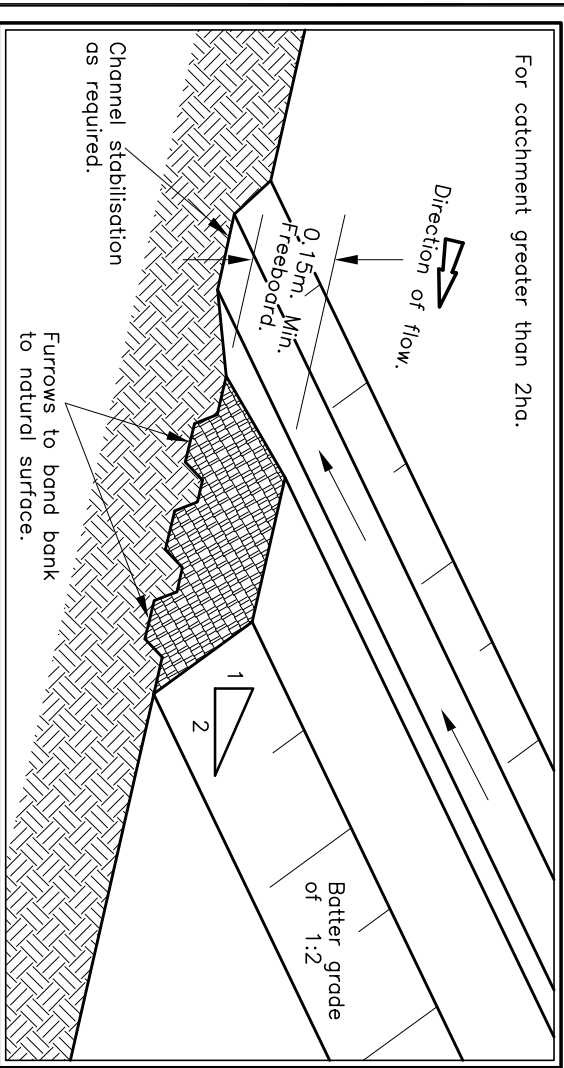 For catchment greater than 2ha.
Direction of flow.
0.15m. Min.
Freeboard.
Channel stabilisation
as required.
Furrows to band bank
to natural surface.
1
2
Batter grade
of 1:2